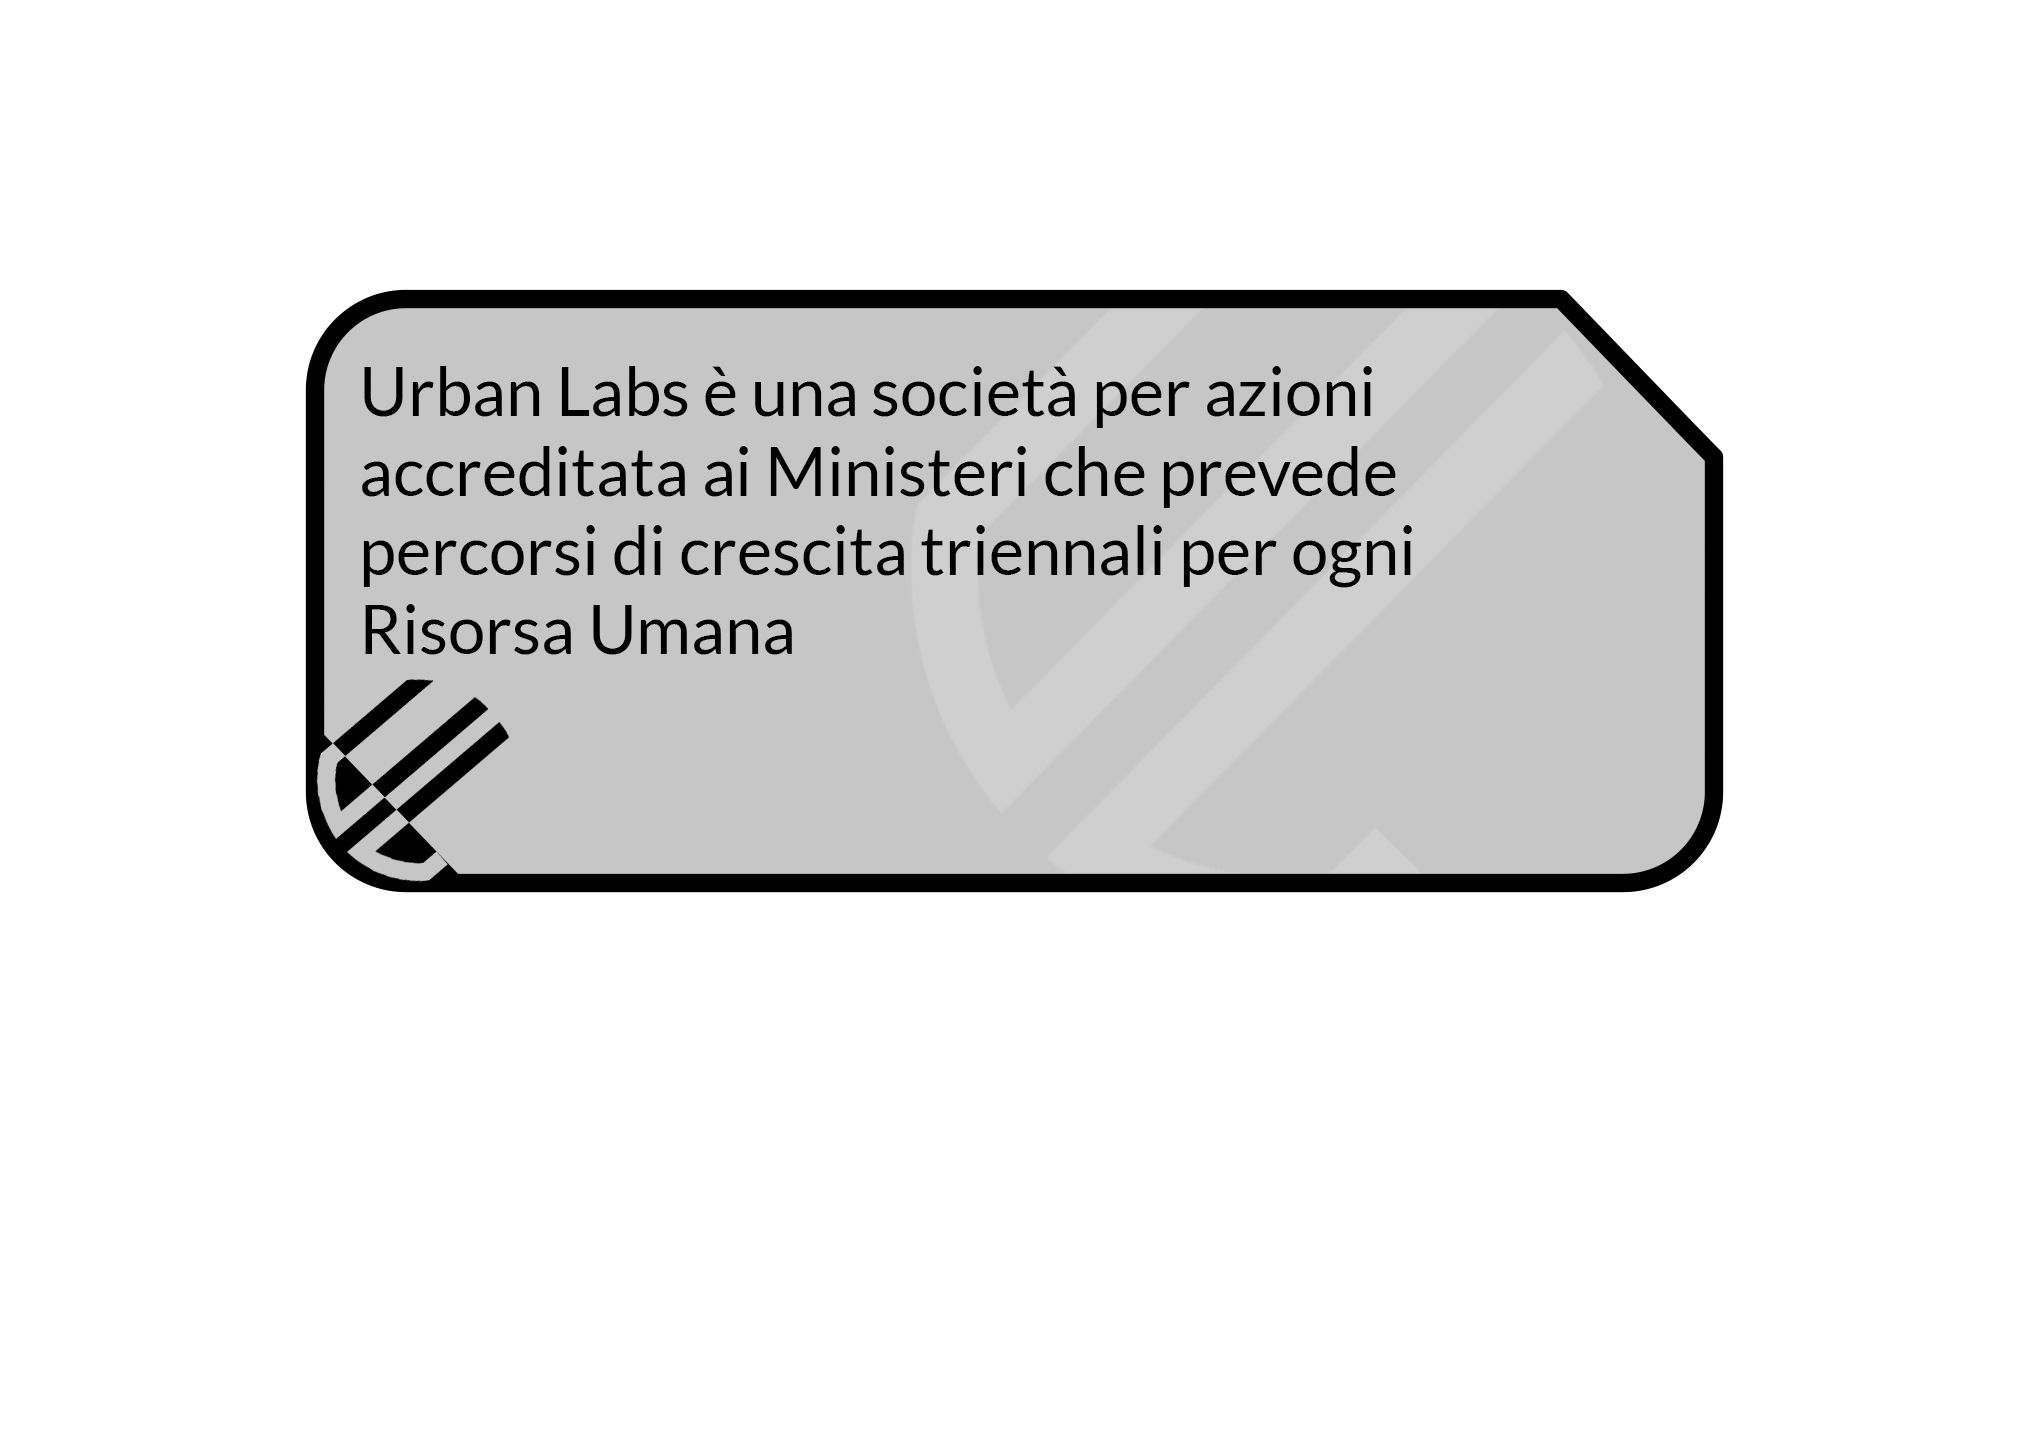 Urban Labs è una società per azioni
accreditata ai Ministeri che prevede
percorsi di crescita triennali per ogni
Risorsa Umana